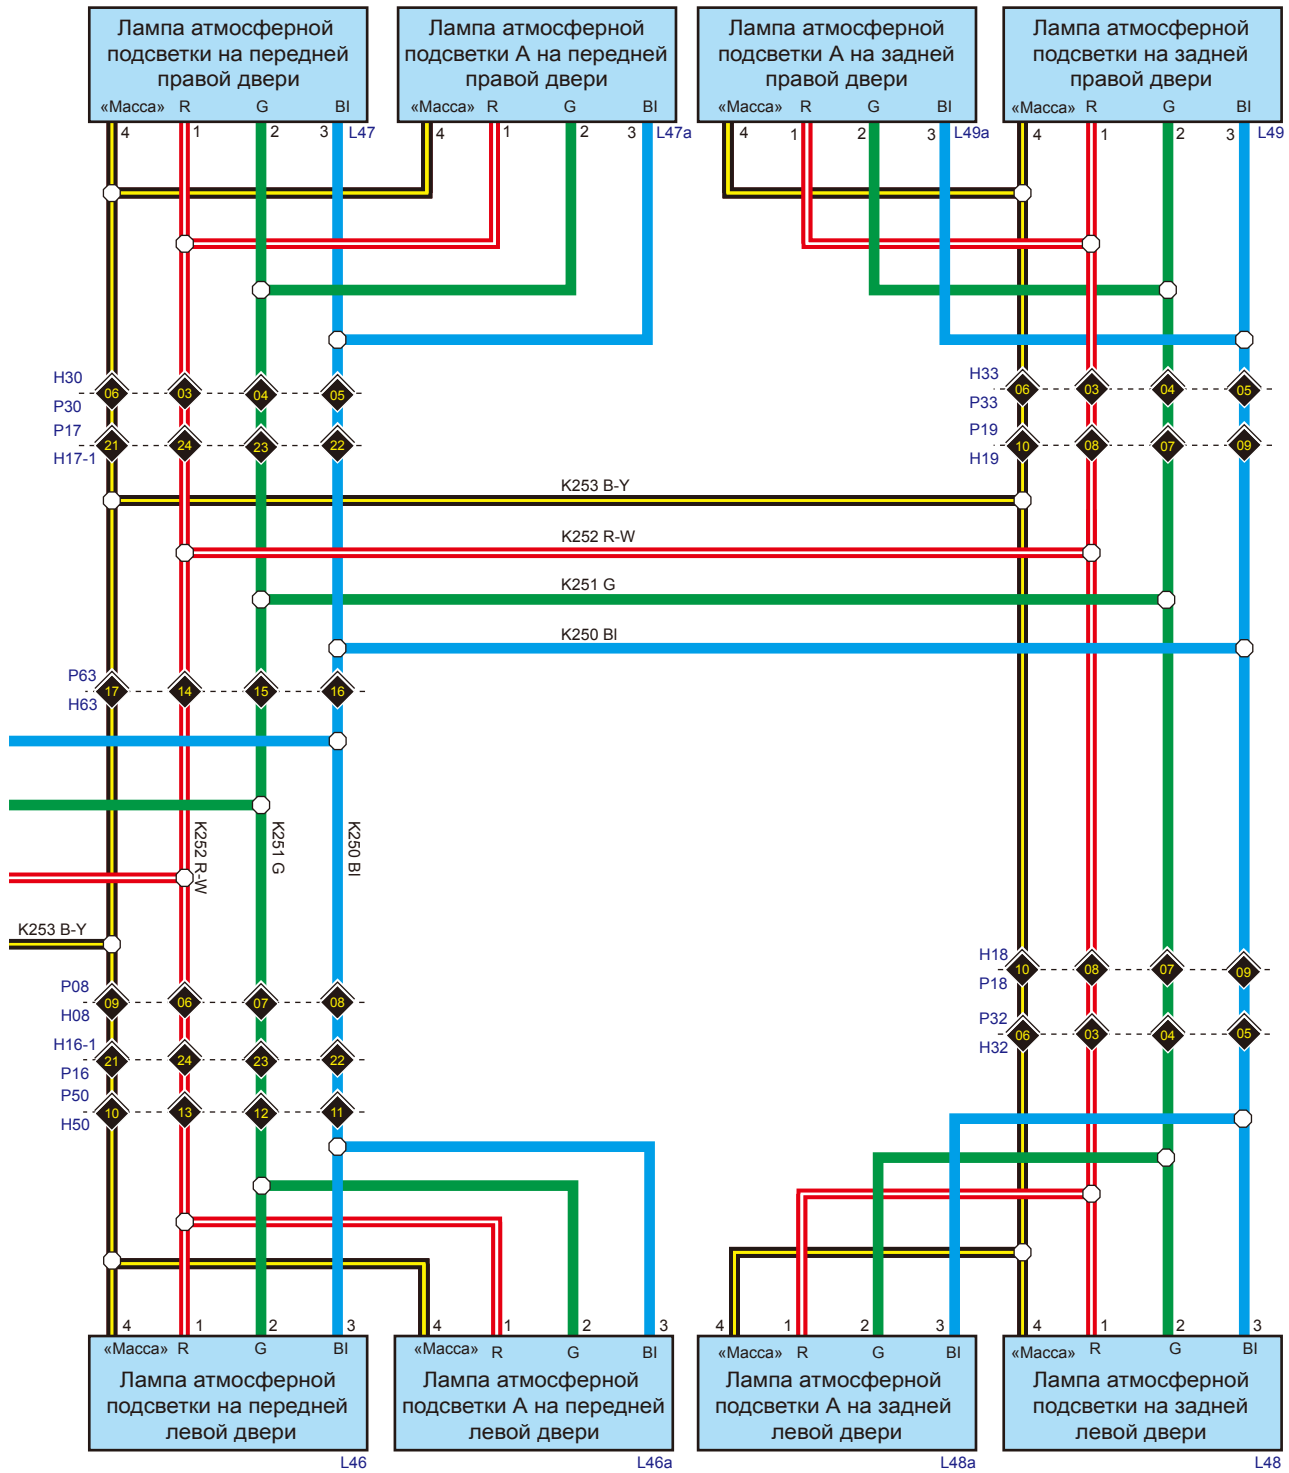 Лампа атмосферной
подсветки на передней
правой двери
«Масса» R G Bl
4 1 2 3 L47
Лампа атмосферной
подсветки А на передней
правой двери
«Масса» R G Bl
4 1 2 3 L47a
Лампа атмосферной
подсветки А на задней
правой двери
«Масса» R G Bl
4 1 2 3 L49a
Лампа атмосферной
подсветки на задней
правой двери
«Масса» R G Bl
4 1 2 3 L49
H30
06 03 04 05
P30
P17
21 24 23 22
H17-1
H33
06 03 04 05
P33
P19
10 08 07 09
H19
K253 B-Y
K252 R-W
K251 G
K250 Bl
P63
17 14 15 16
H63
K252 R-W
K251 G
K250 Bl
K253 B-Y
P08
09 06 07 08
H08
H16-1
21 24 23 22
P16
P50
10 13 12 11
H50
H18
10 08 07 09
P18
P32
06 03 04 05
H32
4 1 2 3
«Масса» R G Bl
Лампа атмосферной
подсветки на передней
левой двери
L46
4 1 2 3
«Масса» R G Bl
Лампа атмосферной
подсветки А на передней
левой двери
L46a
4 1 2 3
«Масса» R G Bl
Лампа атмосферной
подсветки А на задней
левой двери
L48a
4 1 2 3
«Масса» R G Bl
Лампа атмосферной
подсветки на задней
левой двери
L48